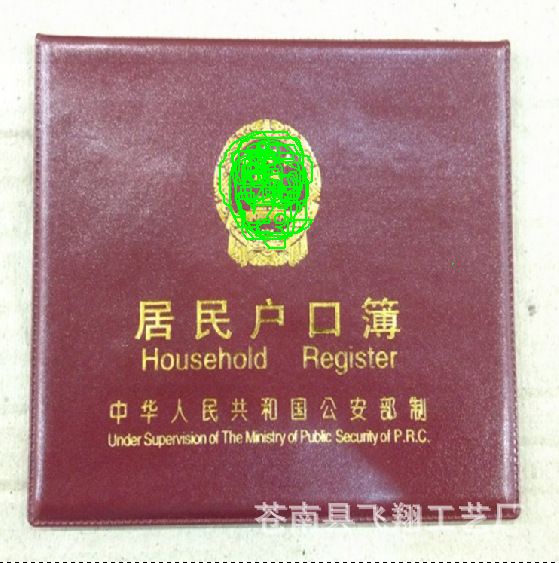 居民户口簿
Household Register
中华人民共和国公安部制
Under Supervision of The Ministry of Public Security of P.R.C.
苍南县飞翔工艺厂